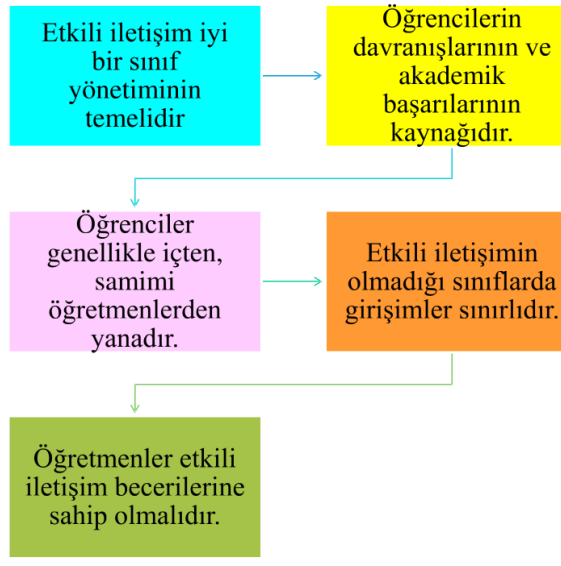 Etkili iletişim iyi
bir sınıf
yönetiminin
temelidir
Öğrencilerin
davranışlarının ve
akademik
başarılarının
kaynağıdır.
Öğrenciler
genellikle içten,
samimi
öğretmenlerden
yanadır.
Etkili iletişimin
olmadığı sınıflarda
girişimler sınırlıdır.
Öğretmenler etkili
iletişim becerilerine
sahip olmalıdır.